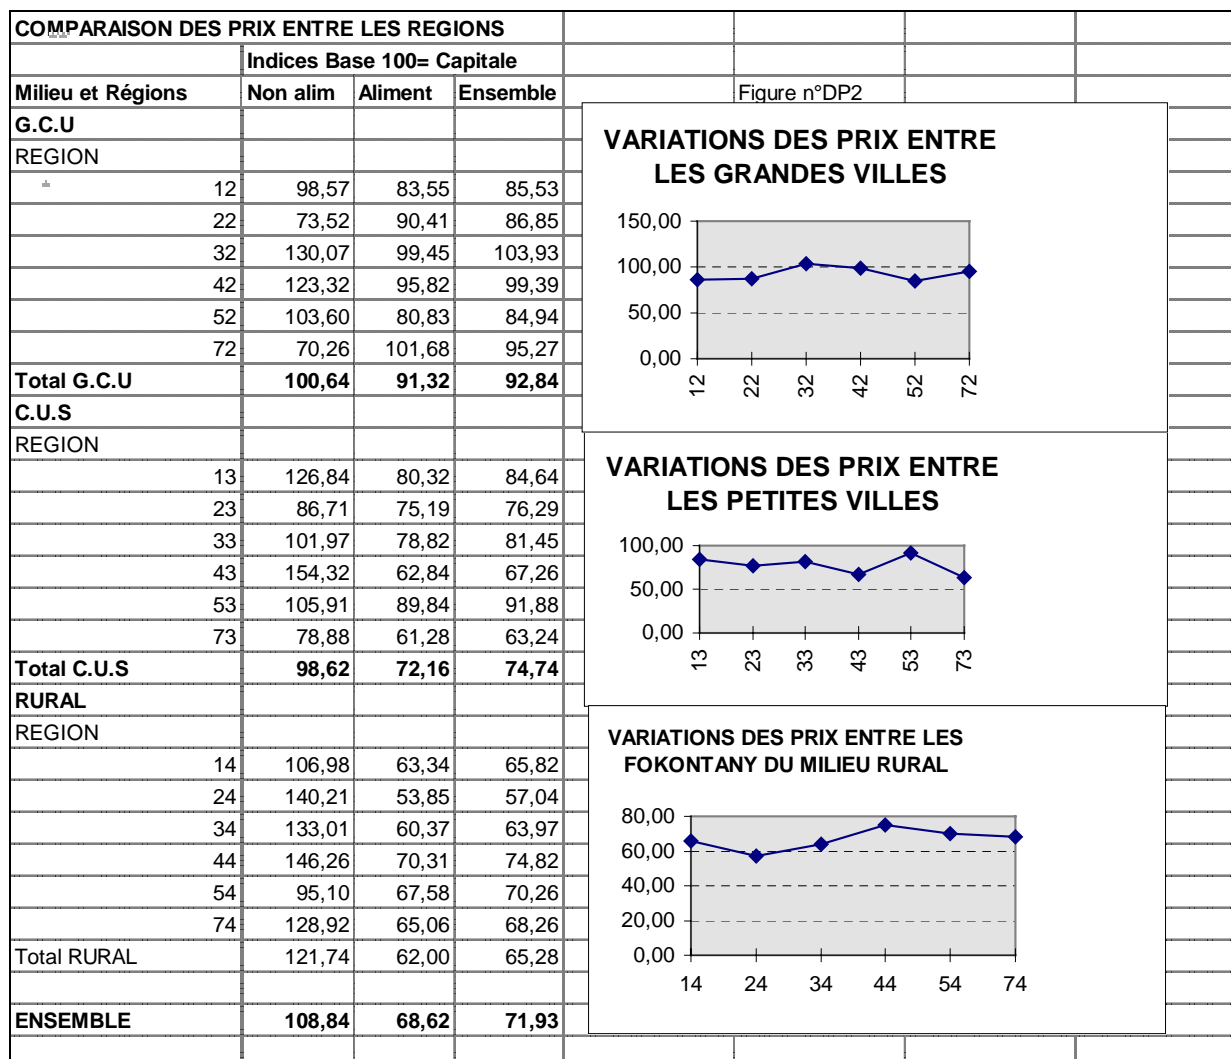 COMPARAISON DES PRIX ENTRE LES REGIONS
Indices Base 100= Capitale
Milieu et Régions Non alim Aliment Ensemble
G.C.U
REGION
12 98,57 83,55 85,53
22 73,52 90,41 86,85
32 130,07 99,45 103,93
42 123,32 95,82 99,39
52 103,60 80,83 84,94
72 70,26 101,68 95,27
Total G.C.U 100,64 91,32 92,84
C.U.S
REGION
13 126,84 80,32 84,64
23 86,71 75,19 76,29
33 101,97 78,82 81,45
43 154,32 62,84 67,26
53 105,91 89,84 91,88
73 78,88 61,28 63,24
Total C.U.S 98,62 72,16 74,74
RURAL
REGION
14 106,98 63,34 65,82
24 140,21 53,85 57,04
34 133,01 60,37 63,97
44 146,26 70,31 74,82
54 95,10 67,58 70,26
74 128,92 65,06 68,26
Total RURAL 121,74 62,00 65,28
ENSEMBLE 108,84 68,62 71,93
Figure n°DP2
VARIATIONS DES PRIX ENTRE
LES GRANDES VILLES
150,00
100,00
50,00
0,00
12 22 32 42 52 72
VARIATIONS DES PRIX ENTRE
LES PETITES VILLES
100,00
50,00
0,00
13 23 33 43 53 73
VARIATIONS DES PRIX ENTRE LES
FOKONTANY DU MILIEU RURAL
80,00
60,00
40,00
20,00
0,00
14 24 34 44 54 74